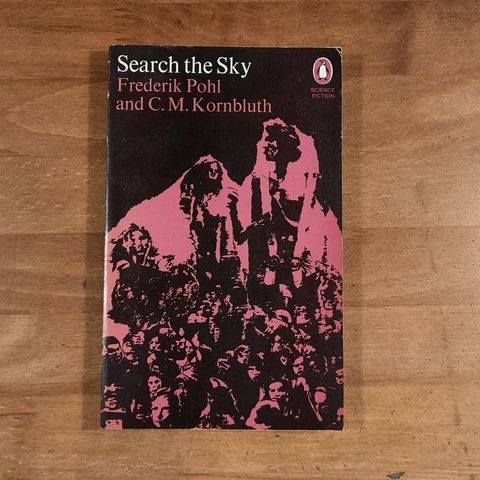 Search the Sky
Frederik Pohl
and C. M. Kornbluth
SCIENCE
FICTION